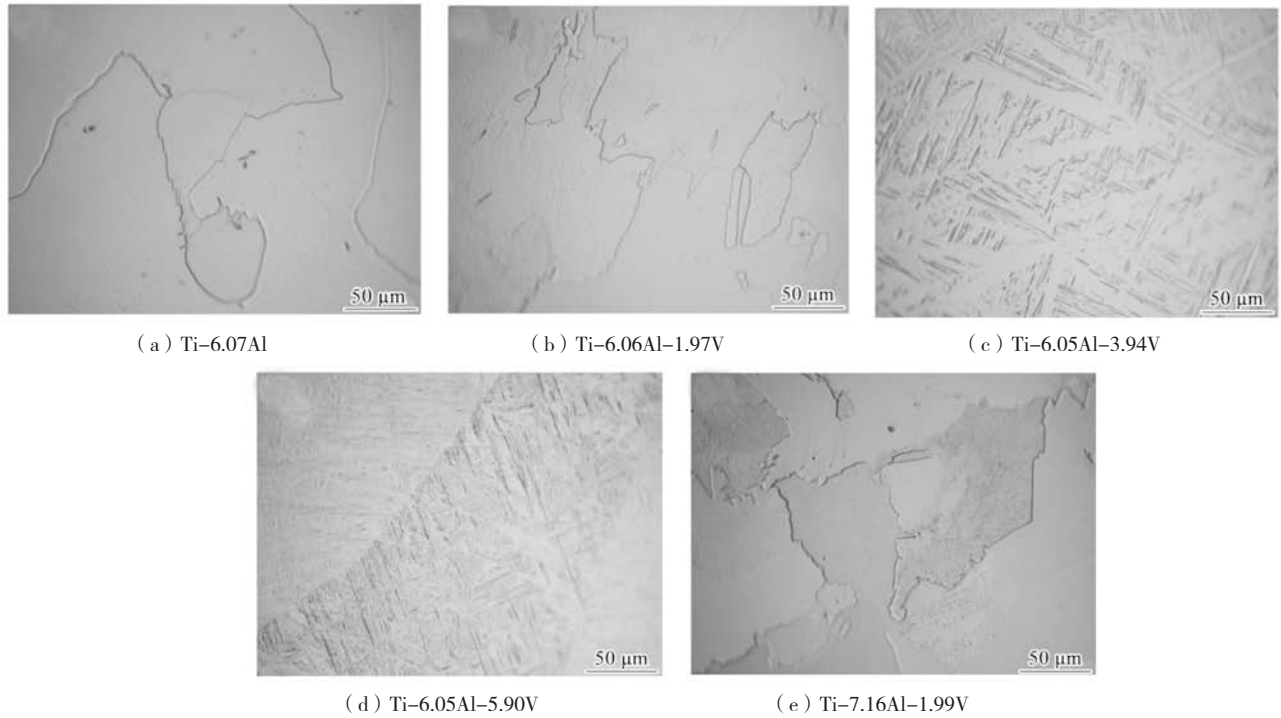 50 μm
50 μm
50 μm
(a) Ti-6.07Al
(b) Ti-6.06Al-1.97V
(c) Ti-6.05Al-3.94V
50 μm
50 μm
(d) Ti-6.05Al-5.90V
(e) Ti-7.16Al-1.99V